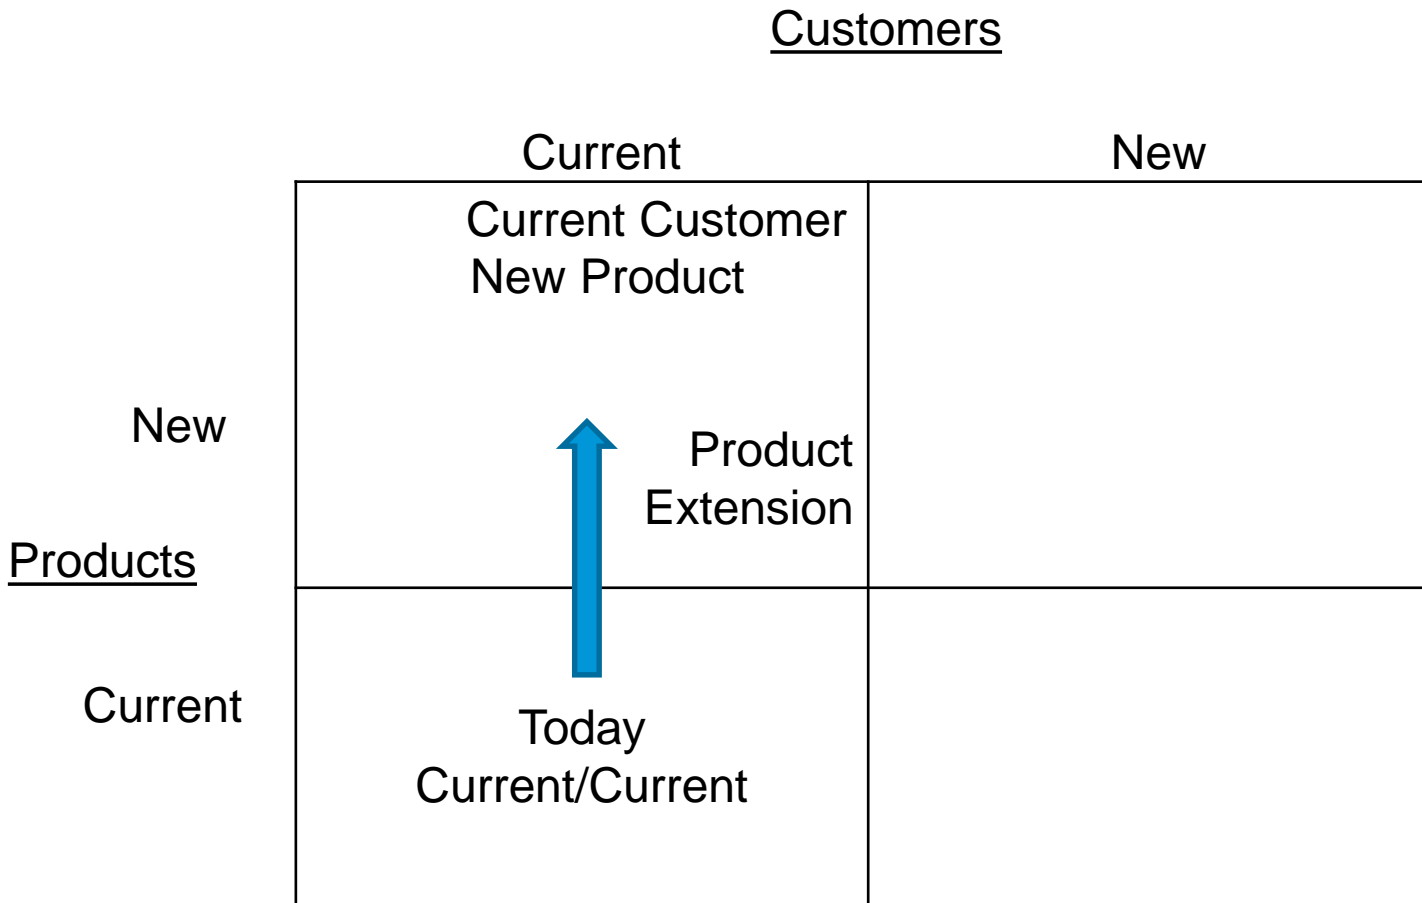 Customers
Current
New
Current Customer
New Product
New
Product
Extension
Products
Current
Today
Current/Current